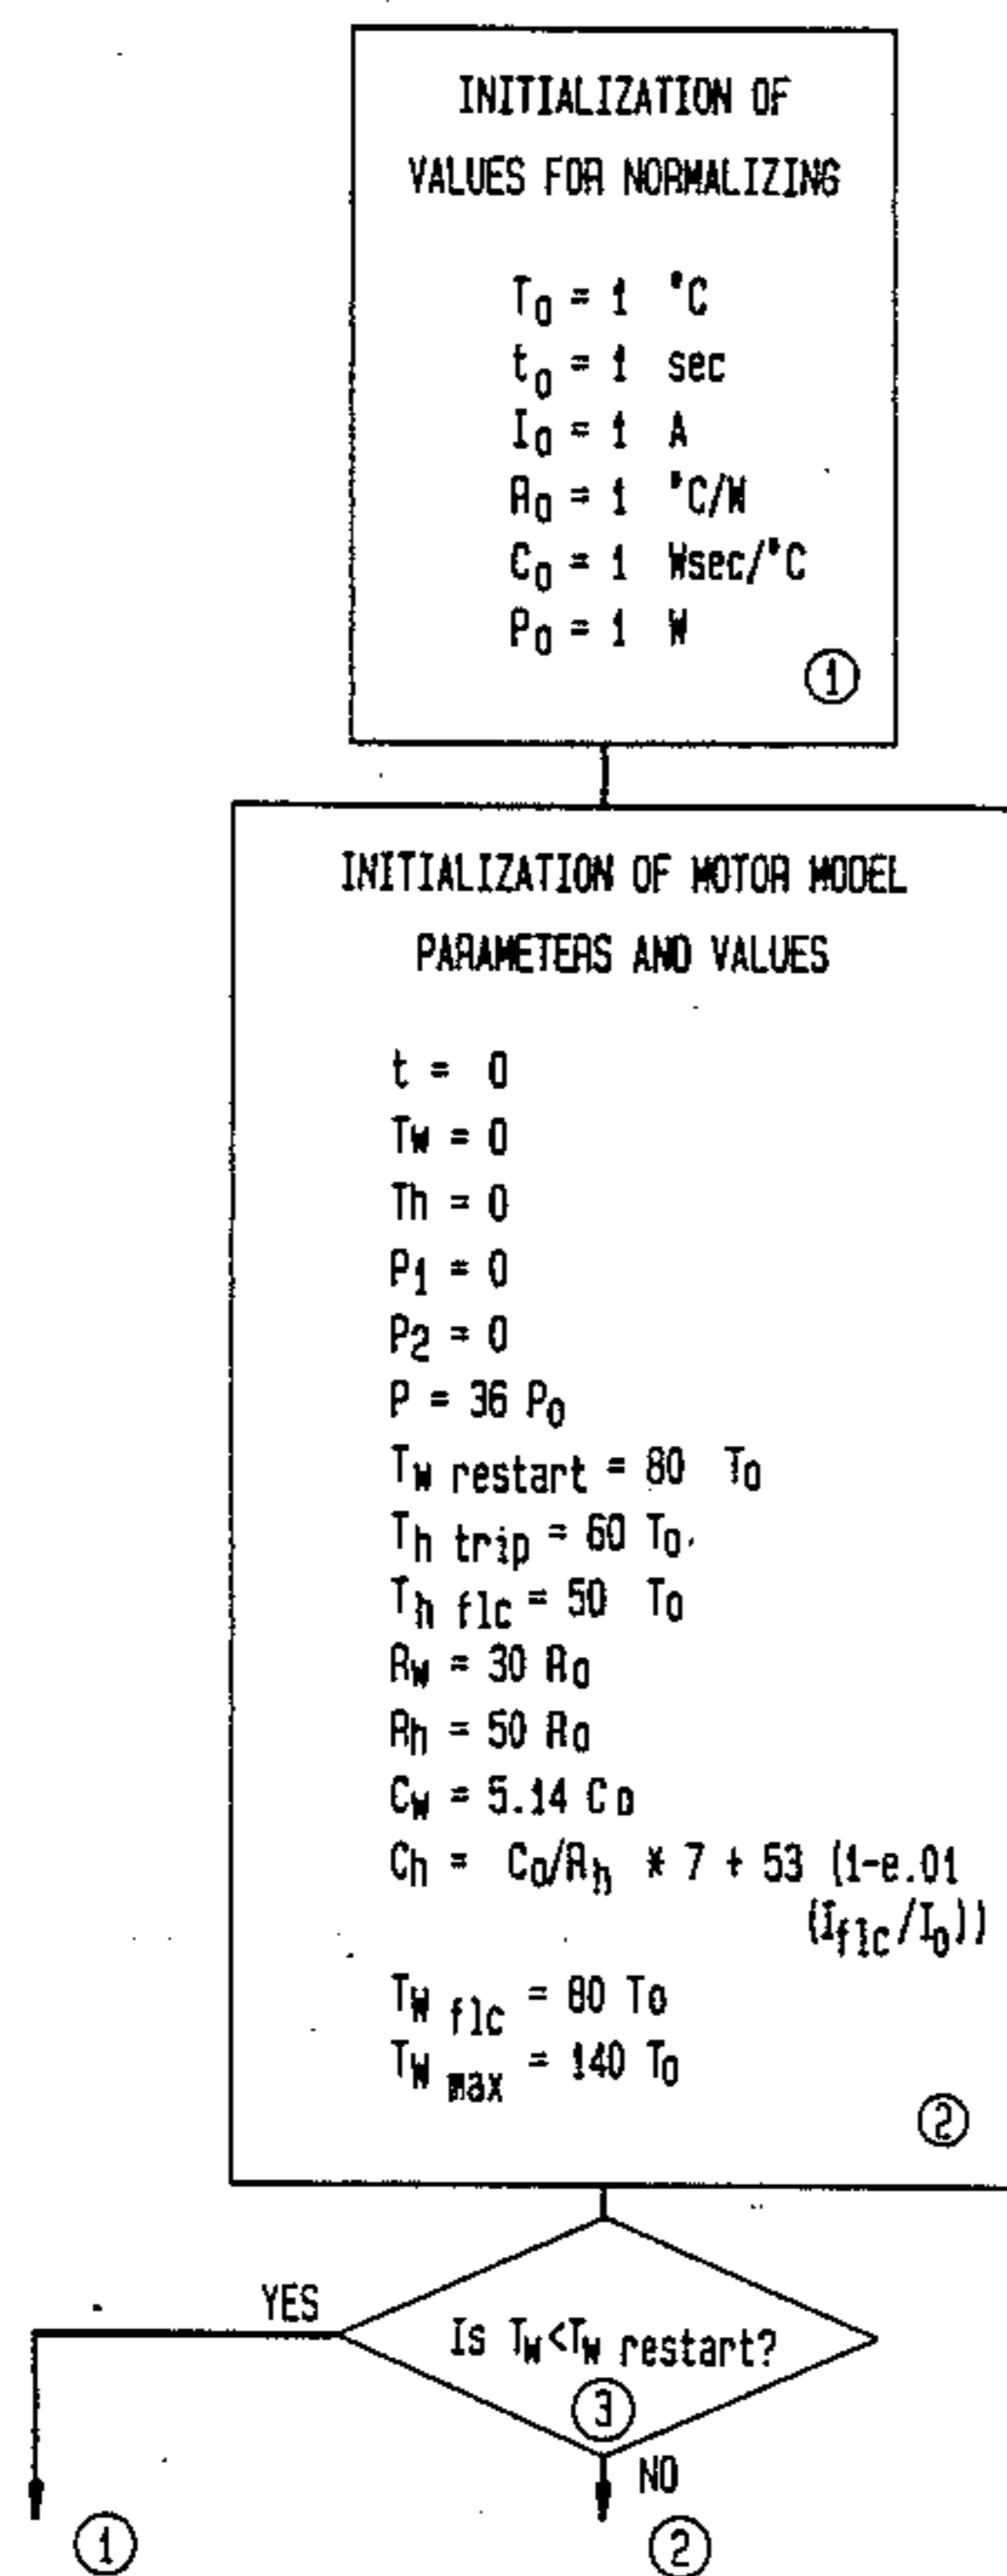 INITIALIZATION OF
VALUES FOR NORMALIZING
T0 = 1 °C
t0 = 1 sec
I0 = 1 A
R0 = 1 °C/W
C0 = 1 Wsec/°C
P0 = 1 W
1
INITIALIZATION OF MOTOR MODEL
PARAMETERS AND VALUES
t = 0
Tw = 0
Th = 0
P1 = 0
P2 = 0
P = 36 P0
Tw restart = 80 T0
Th trip = 60 T0
Th flc = 50 T0
Rw = 30 R0
Rh = 50 R0
Cw = 5.14 C0
Ch = C0/Rh * 7 + 53 (1-e.01
(Iflc/I0))
Tw flc = 80 T0
Tw max = 140 T0
2
YES
Is Tw<Tw restart?
3
NO
1
2